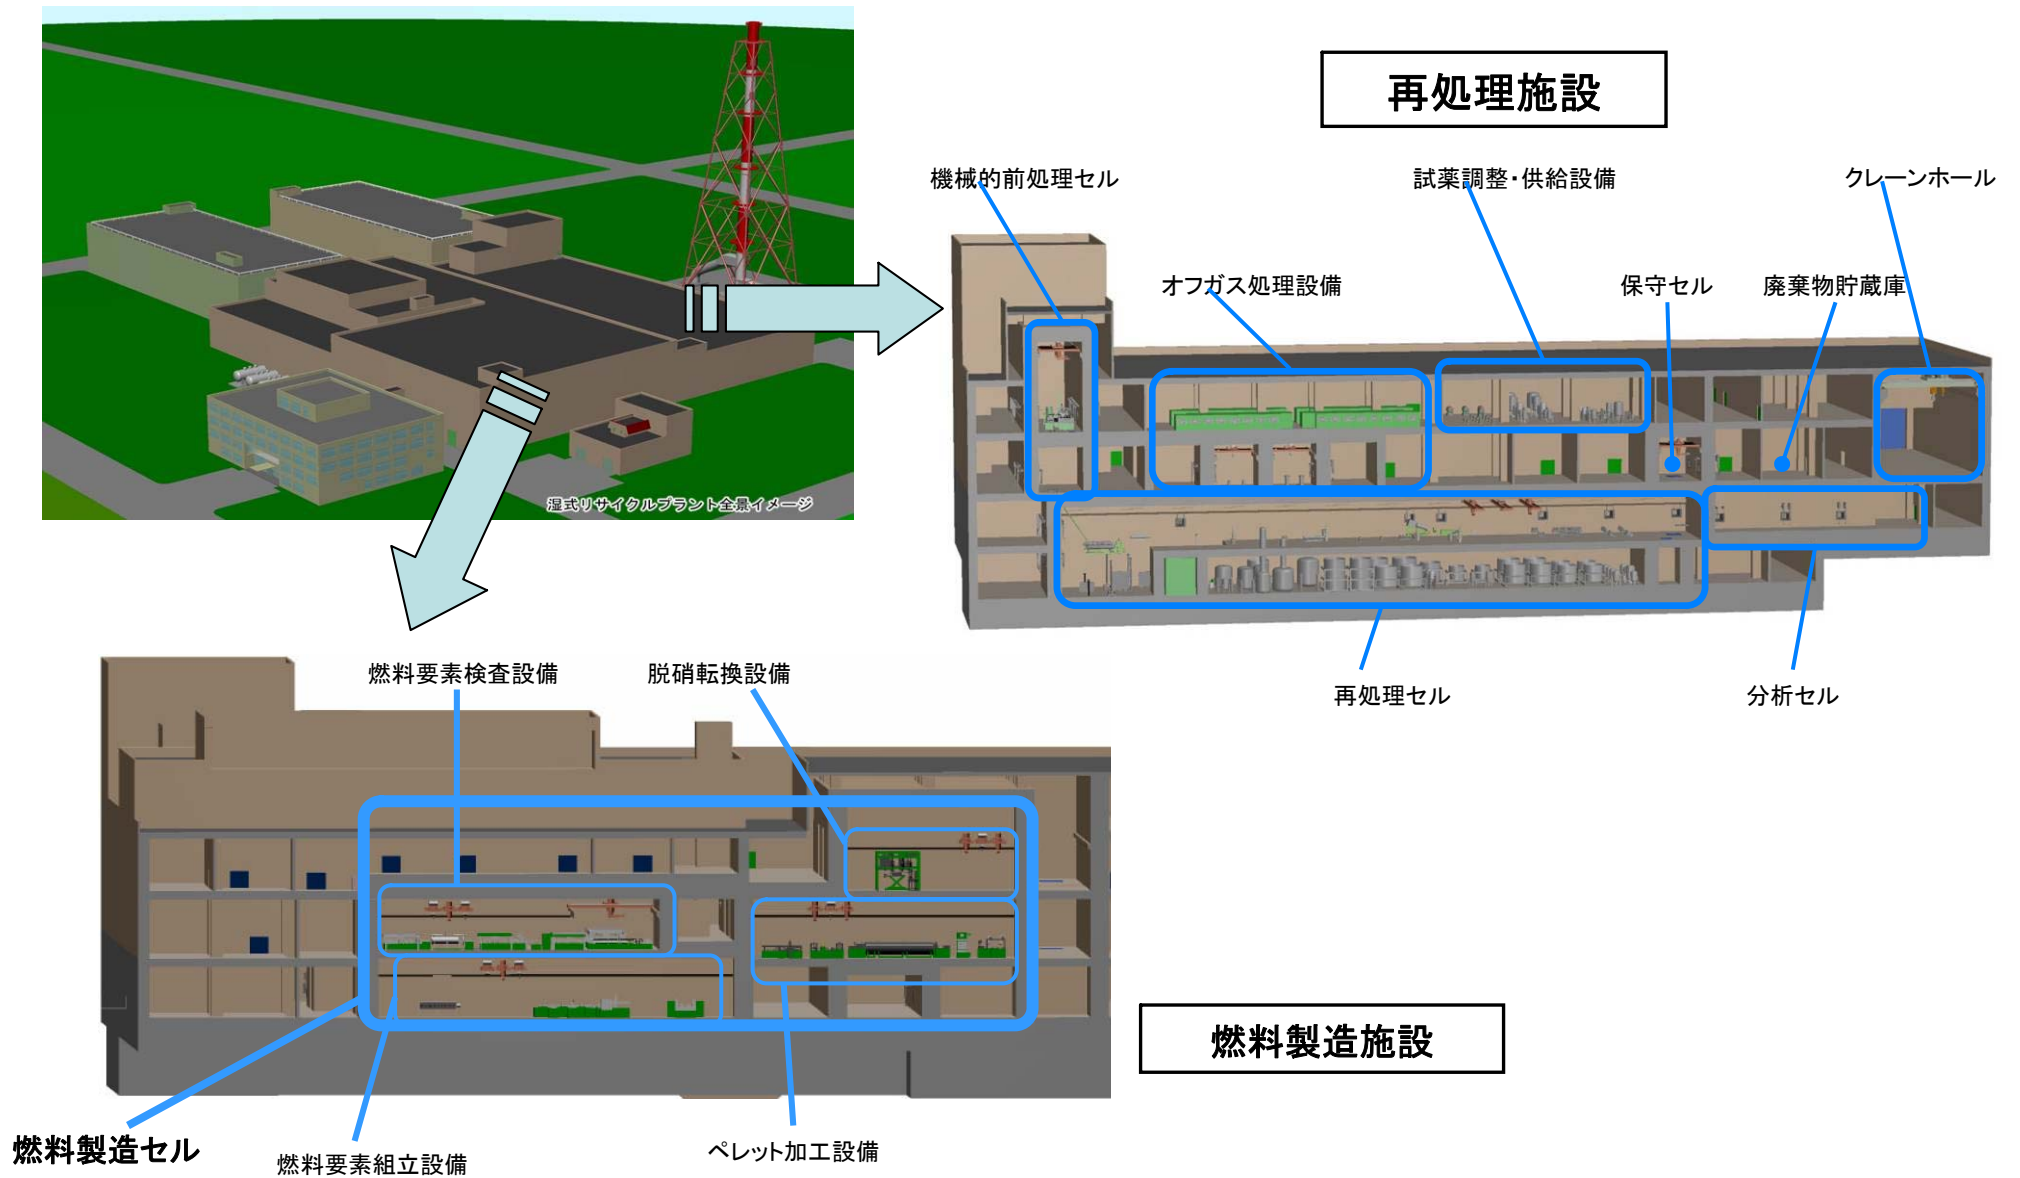 再処理施設
機械的前処理セル
試薬調整・供給設備
クレーンホール
オフガス処理設備
保守セル
廃棄物貯蔵庫
湿式リサイクルプラント全景イメージ
再処理セル
分析セル
燃料要素検査設備
脱硝転換設備
燃料製造施設
燃料製造セル
燃料要素組立設備
ペレット加工設備